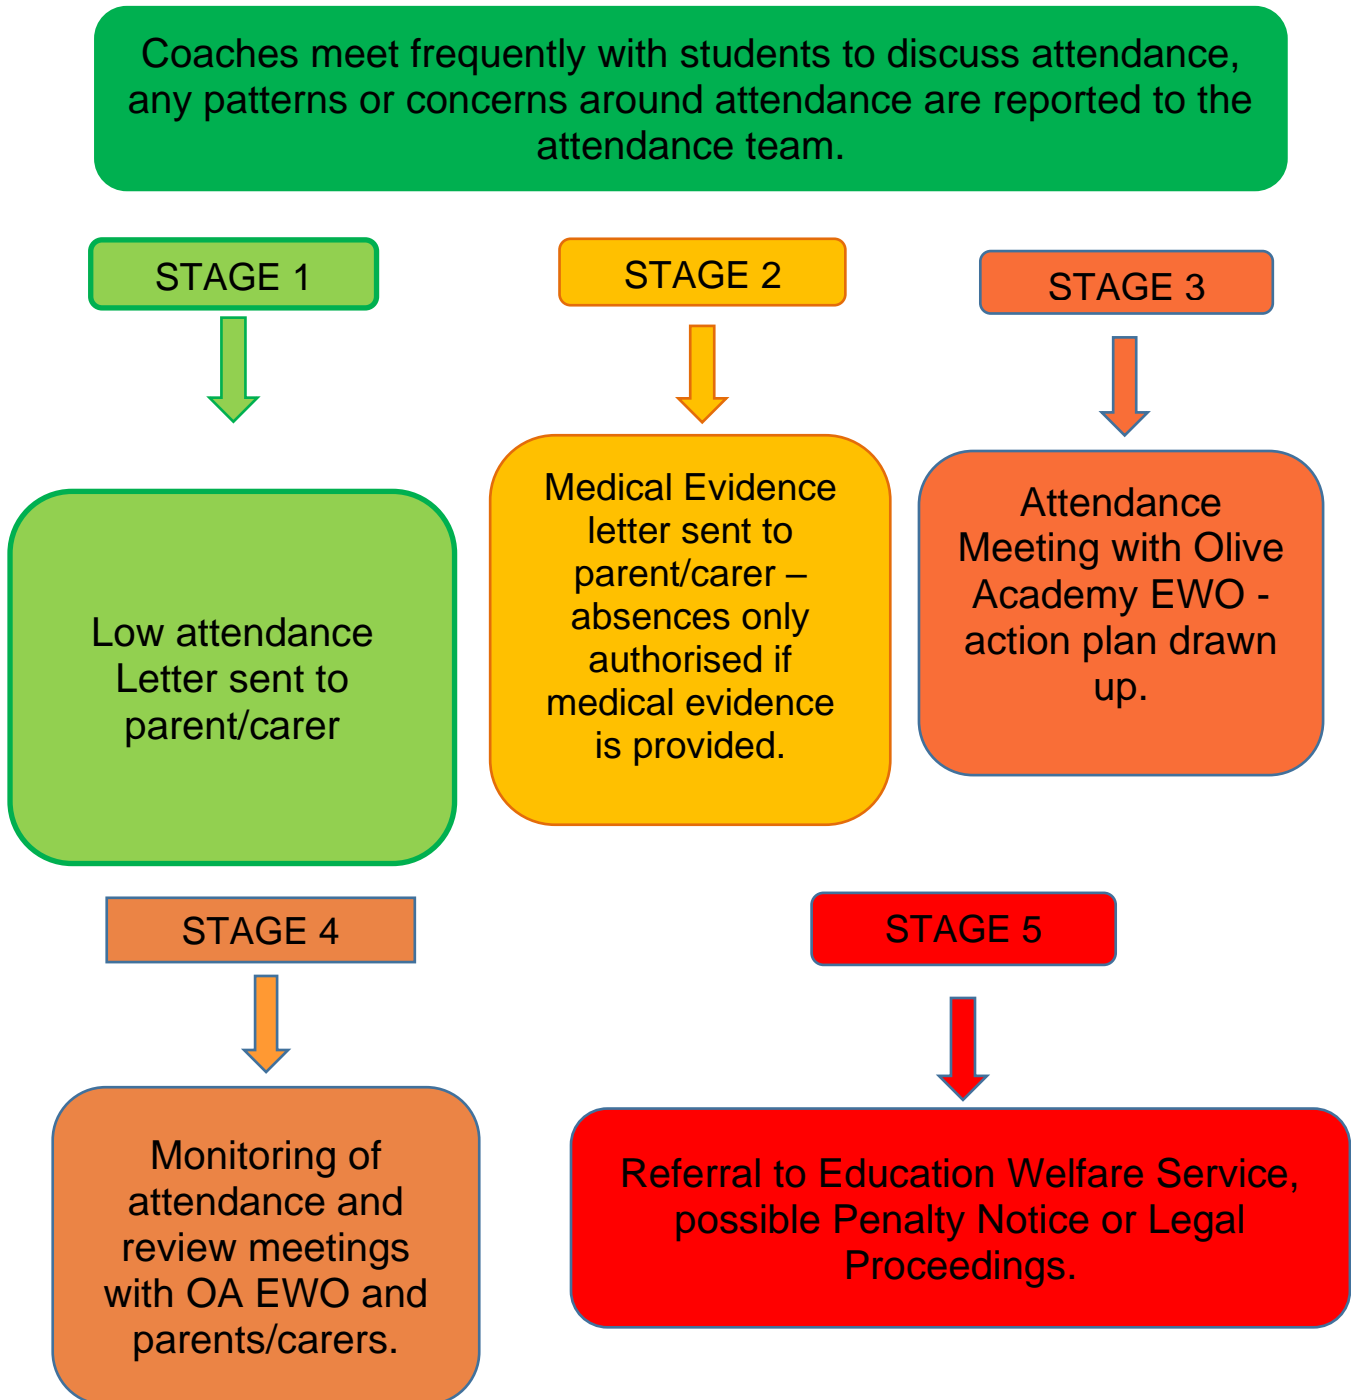 Coaches meet frequently with students to discuss attendance,
any patterns or concerns around attendance are reported to the
attendance team.
STAGE 1
Low attendance
Letter sent to
parent/carer
STAGE 2
Medical Evidence
letter sent to
parent/carer –
absences only
authorised if
medical evidence
is provided.
STAGE 3
Attendance
Meeting with Olive
Academy EWO -
action plan drawn
up.
STAGE 4
Monitoring of
attendance and
review meetings
with OA EWO and
parents/carers.
STAGE 5
Referral to Education Welfare Service,
possible Penalty Notice or Legal
Proceedings.